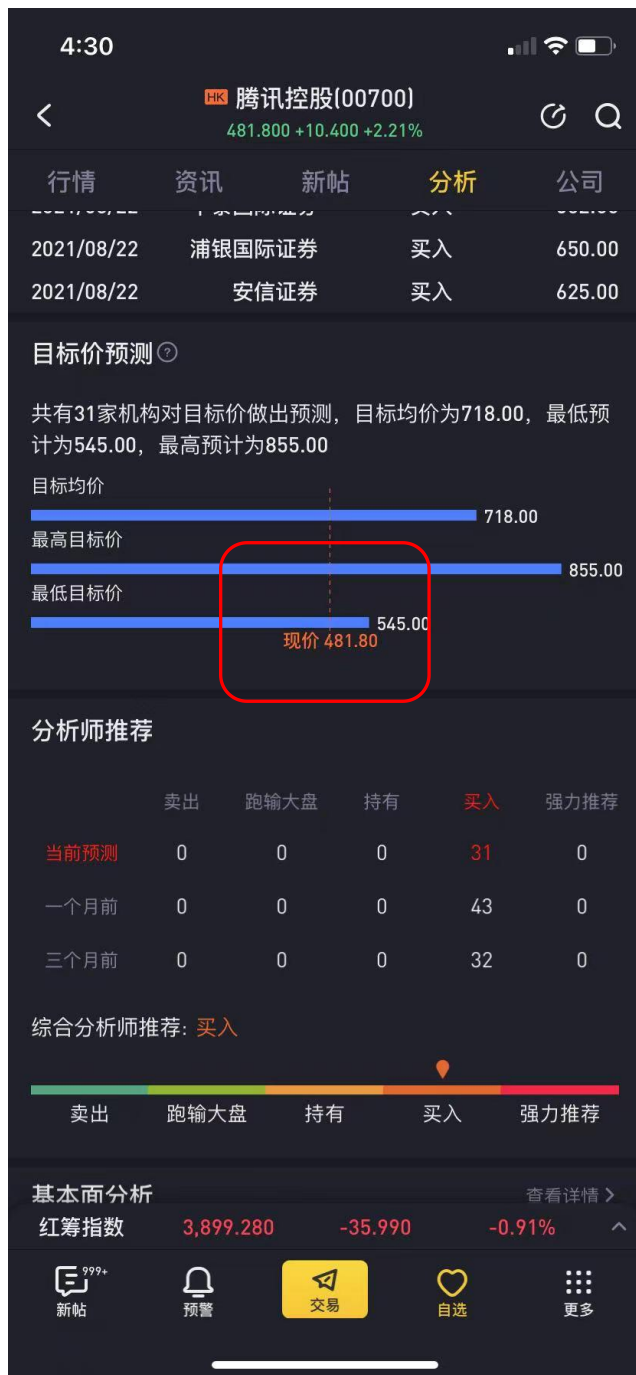 4:30
HK 腾讯控股(00700)
481.800 +10.400 +2.21%
行情 资讯 新帖 分析 公司
2021/08/22 浦银国际证券 买入 650.00
2021/08/22 安信证券 买入 625.00
目标价预测?
共有31家机构对目标价做出预测，目标均价为718.00，最低预
计为545.00，最高预计为855.00
目标均价
718.00
最高目标价
855.00
最低目标价
545.00
现价 481.80
分析师推荐
卖出 跑输大盘 持有 买入 强力推荐
当前预测 0 0 0 31 0
一个月前 0 0 0 43 0
三个月前 0 0 0 32 0
综合分析师推荐: 买入
卖出 跑输大盘 持有 买入 强力推荐
基本面分析 查看详情
红筹指数 3,899.280 -35.990 -0.91%
999+
新帖 预警 交易 自选 更多